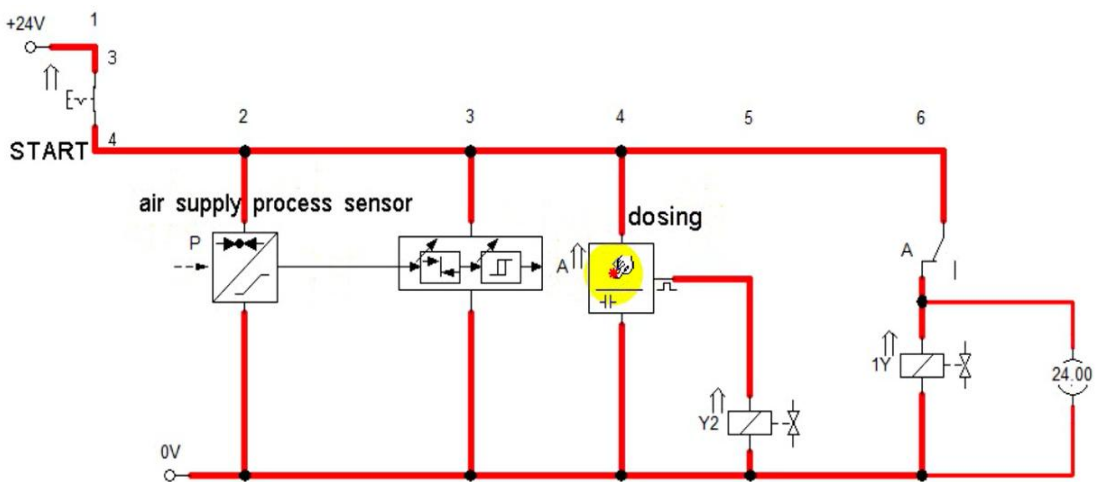 +24V 1
3
2 3 4 5 6
START 4
air supply process sensor
dosing
P
A
A
1Y
24.00
Y2
0V